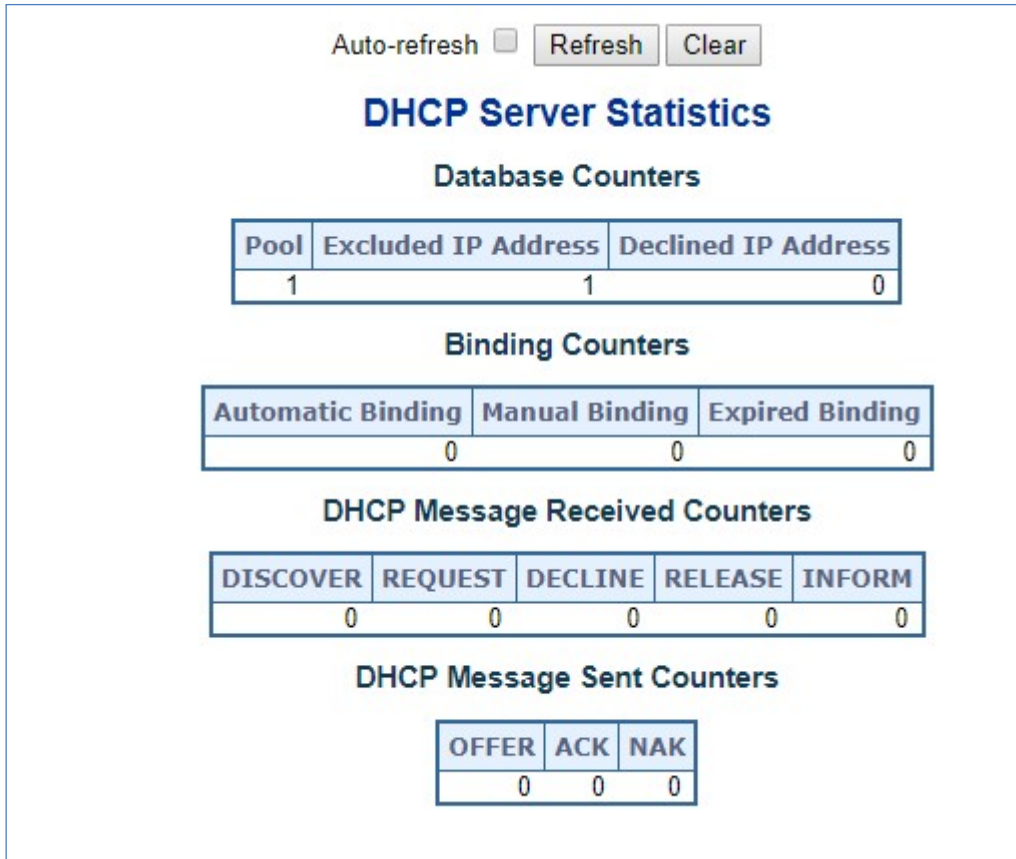 Auto-refresh Refresh Clear
DHCP Server Statistics
Database Counters
Pool Excluded IP Address Declined IP Address
1 1 0
Binding Counters
Automatic Binding Manual Binding Expired Binding
0 0 0
DHCP Message Received Counters
DISCOVER REQUEST DECLINE RELEASE INFORM
0 0 0 0 0
DHCP Message Sent Counters
OFFER ACK NAK
0 0 0